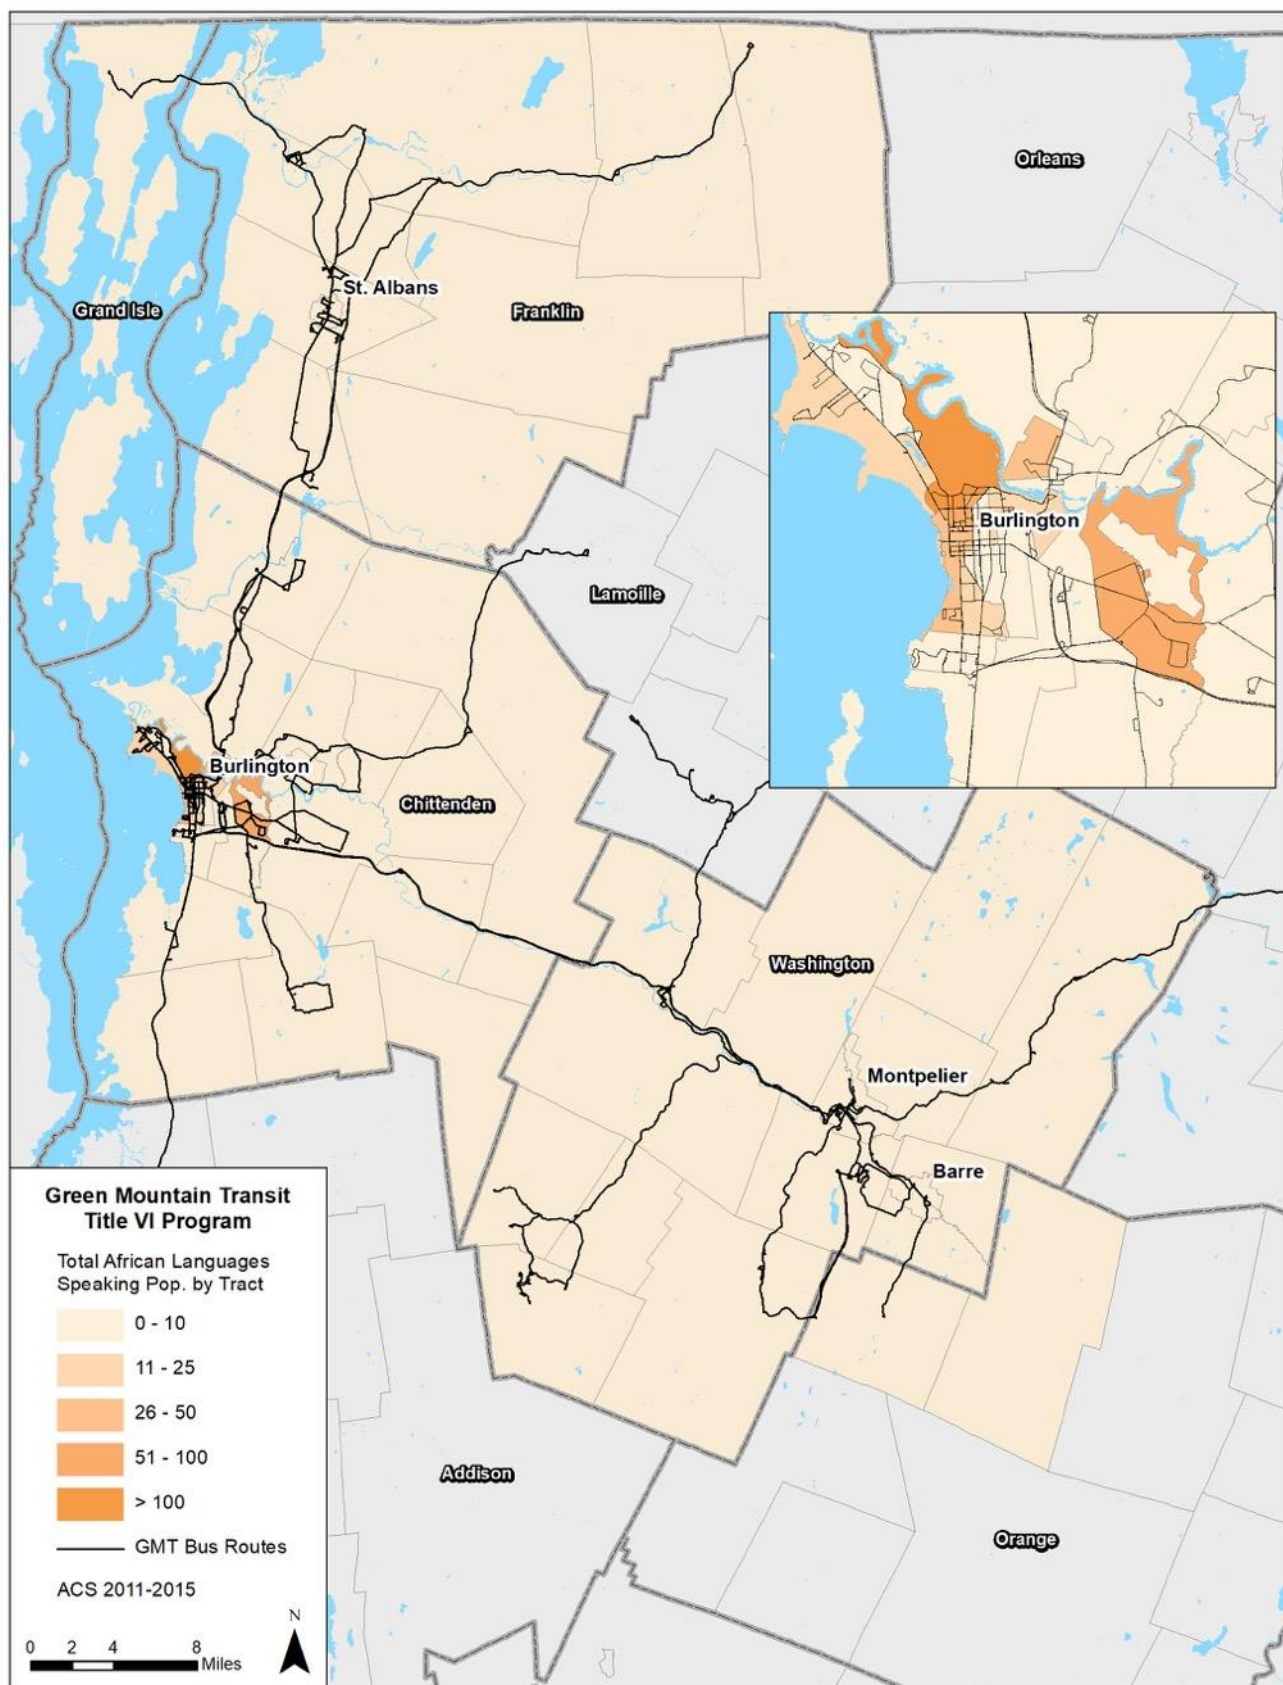 Orleans
St. Albans
Grand Isle
Franklin
Burlington
Lamoille
Burlington
Chittenden
Washington
Montpelier
Barre
Green Mountain Transit
Title VI Program
Total African Languages
Speaking Pop. by Tract
0 - 10
11 - 25
26 - 50
51 - 100
> 100
GMT Bus Routes
ACS 2011-2015
N
0 2 4 8
Miles
Addison
Orange